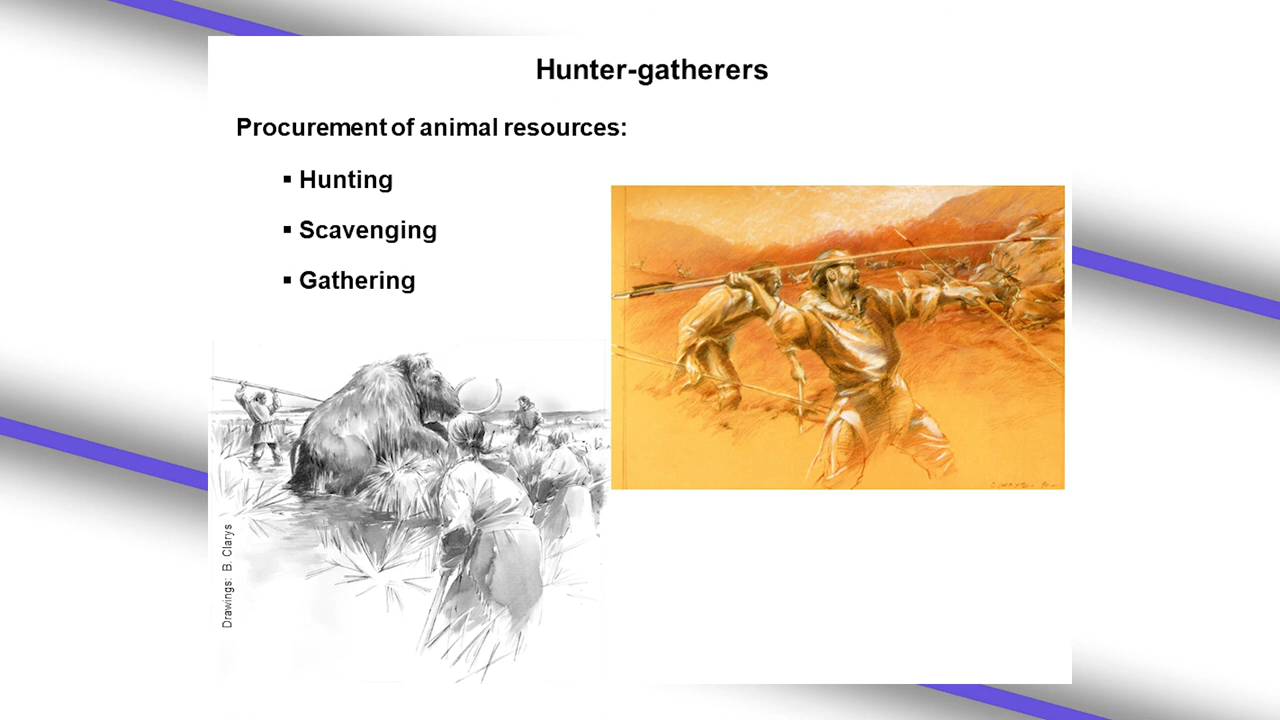 Hunter-gatherers
Procurement of animal resources:
▪ Hunting
▪ Scavenging
▪ Gathering
Drawings: B. Clarys